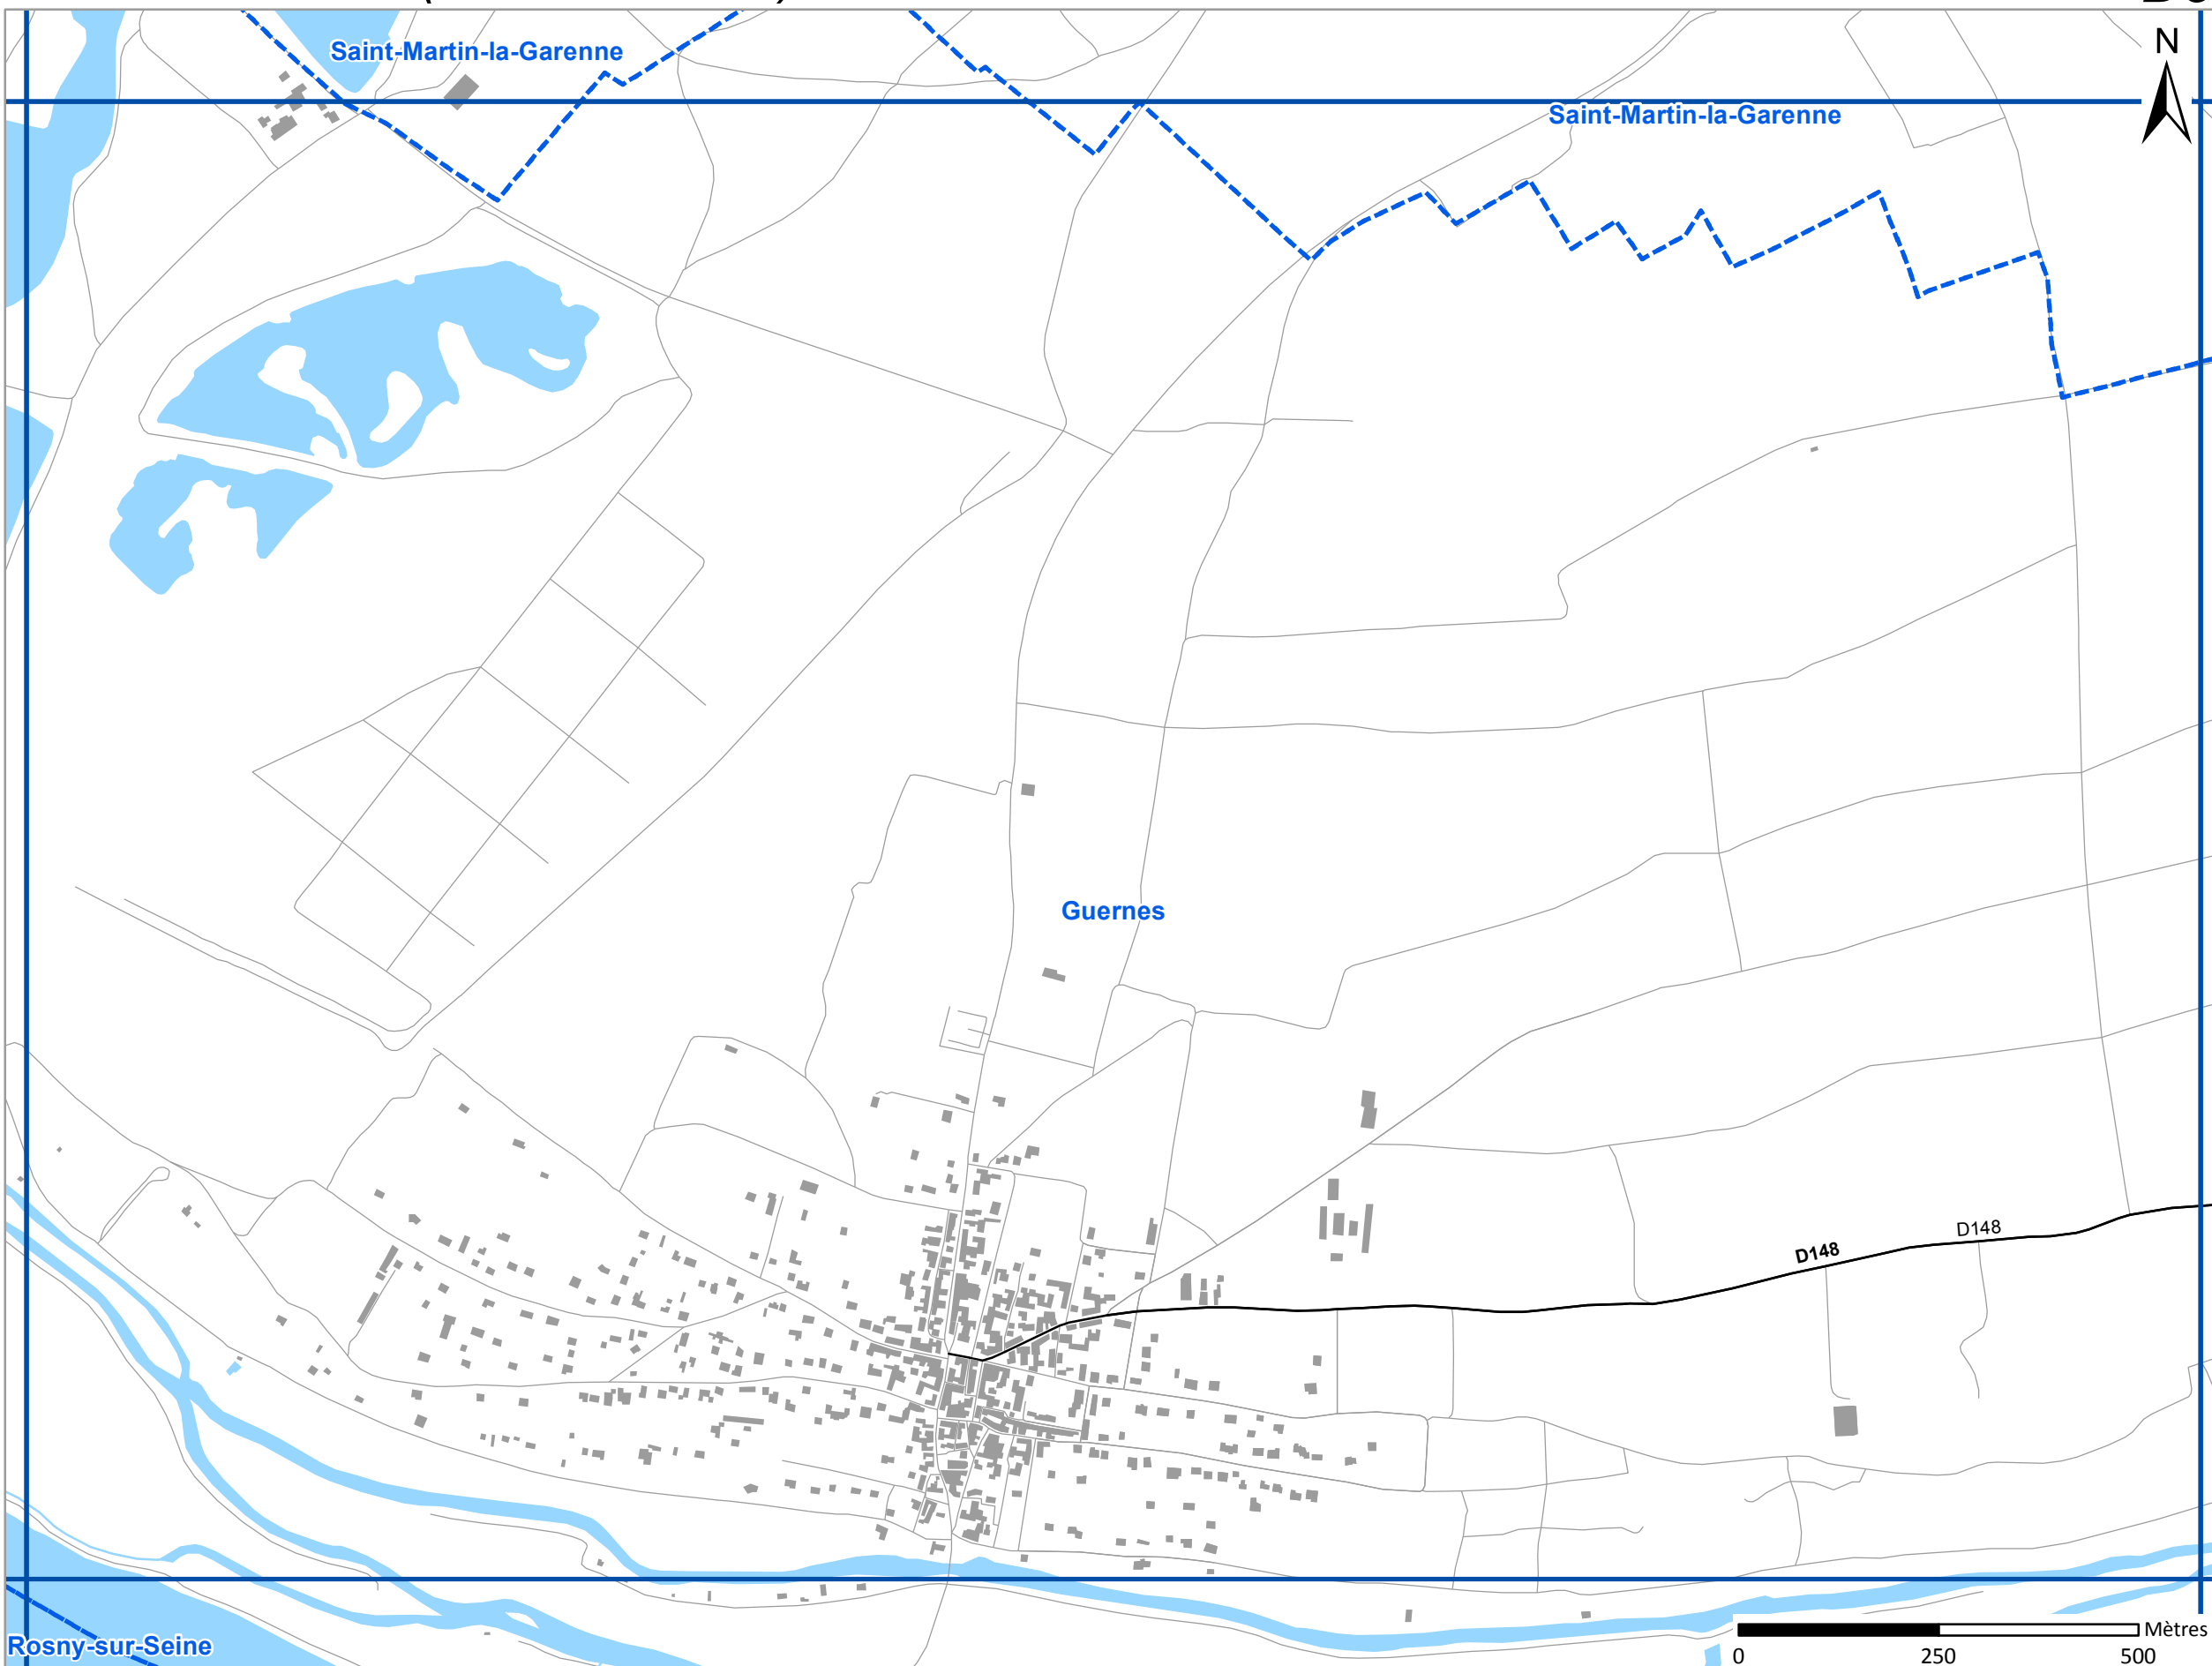 N
Saint-Martin-la-Garenne
Saint-Martin-la-Garenne
Guernes
D148
D148
Rosny-sur-Seine
Mètres
0 250 500